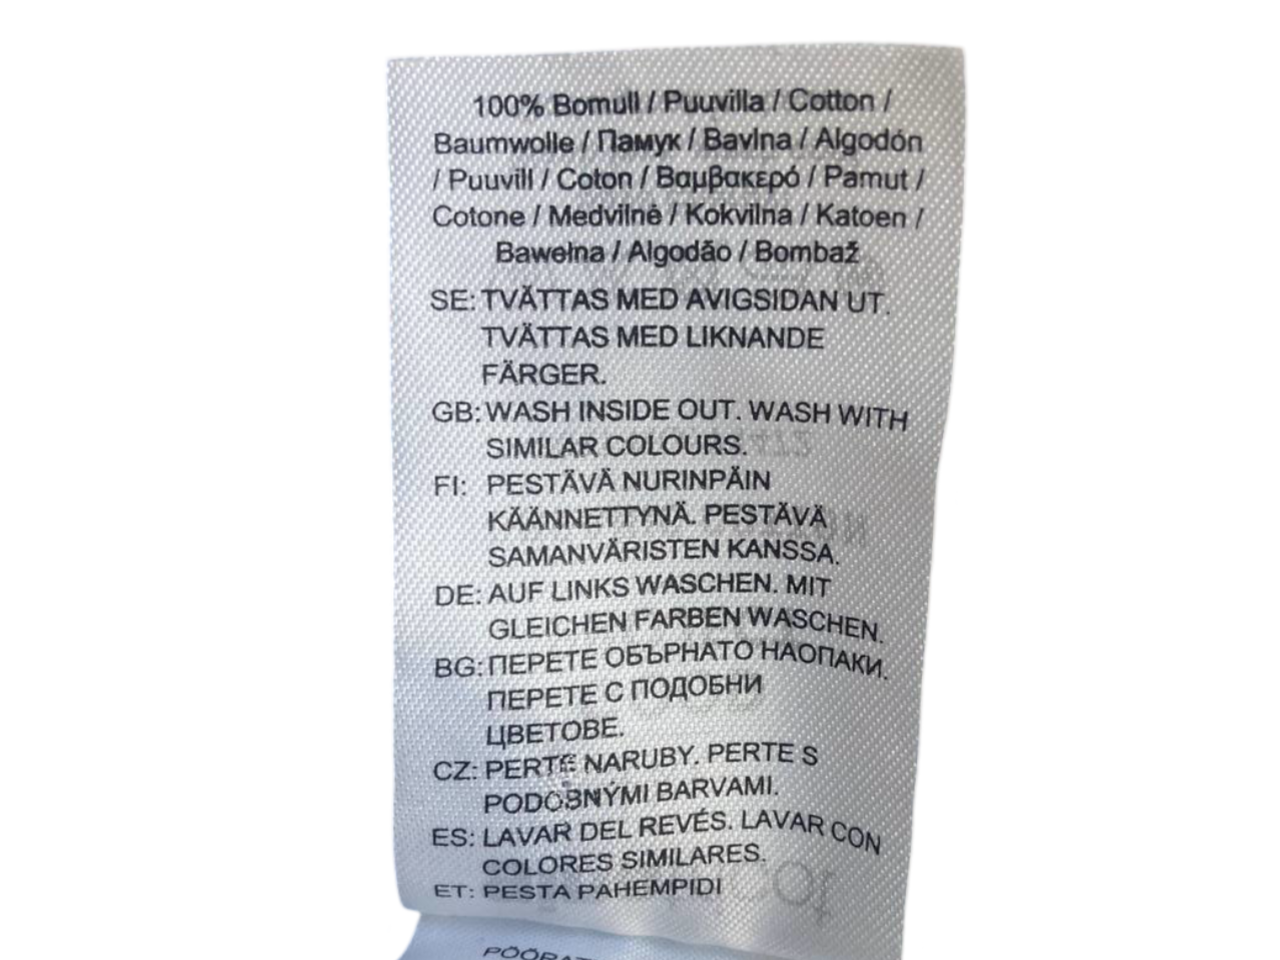 100% Bomull / Puuvilla / Cotton /
Baumwolle / Памук / Bavlna / Algodón
/ Puuvill / Coton / Βαμβακερό / Pamut /
Cotone / Medvilnė / Kokvilna / Katoen /
Bawełna / Algodão / Bombaž
SE: TVÄTTAS MED AVIGSIDAN UT.
TVÄTTAS MED LIKNANDE
FÄRGER.
GB: WASH INSIDE OUT. WASH WITH
SIMILAR COLOURS.
FI: PESTÄVÄ NURINPÄIN
KÄÄNNETTYNÄ. PESTÄVÄ
SAMANVÄRISTEN KANSSA.
DE: AUF LINKS WASCHEN. MIT
GLEICHEN FARBEN WASCHEN.
BG: ПЕРЕТЕ ОБЪРНАТО НАОПАКИ.
ПЕРЕТЕ С ПОДОБНИ
ЦВЕТОВЕ.
CZ: PERTE NARUBY. PERTE S
PODOBNÝMI BARVAMI.
ES: LAVAR DEL REVÉS. LAVAR CON
COLORES SIMILARES.
ET: PESTA PAHEMPIDI